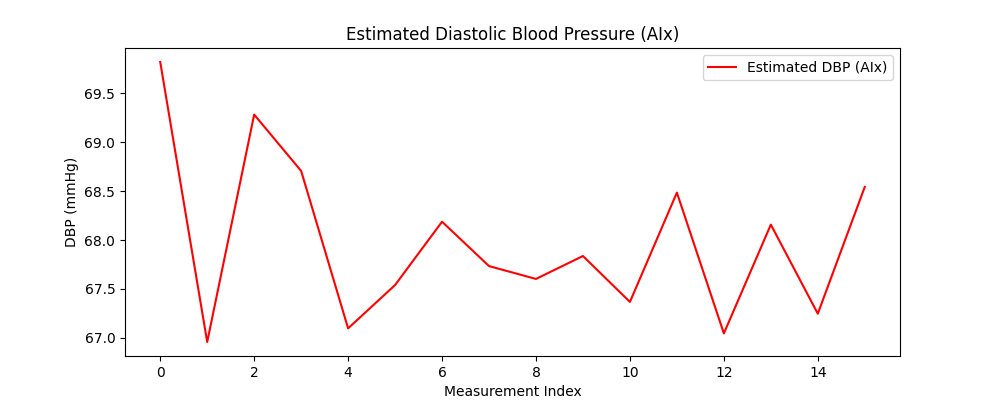 Estimated Diastolic Blood Pressure (AIx)
Estimated DBP (AIx)
DBP (mmHg)
69.5
69.0
68.5
68.0
67.5
67.0
0 2 4 6 8 10 12 14
Measurement Index